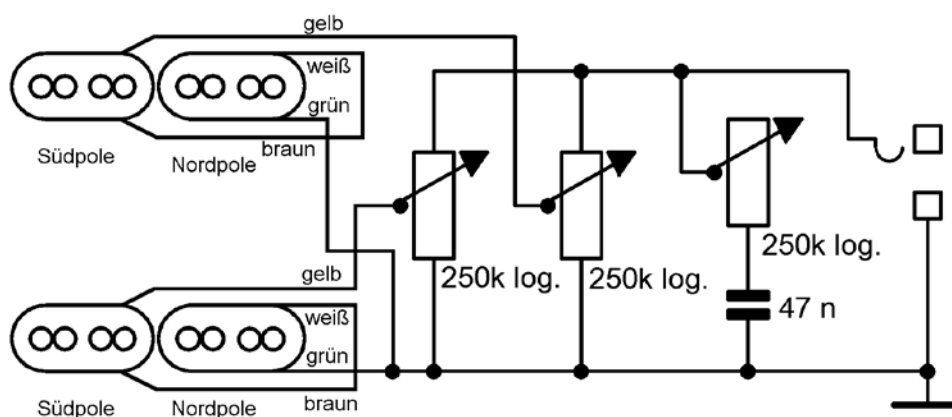 gelb
weiß
grün
braun
Südpole
Nordpole
250k log.
250k log.
250k log.
47 n
gelb
weiß
grün
braun
Südpole
Nordpole